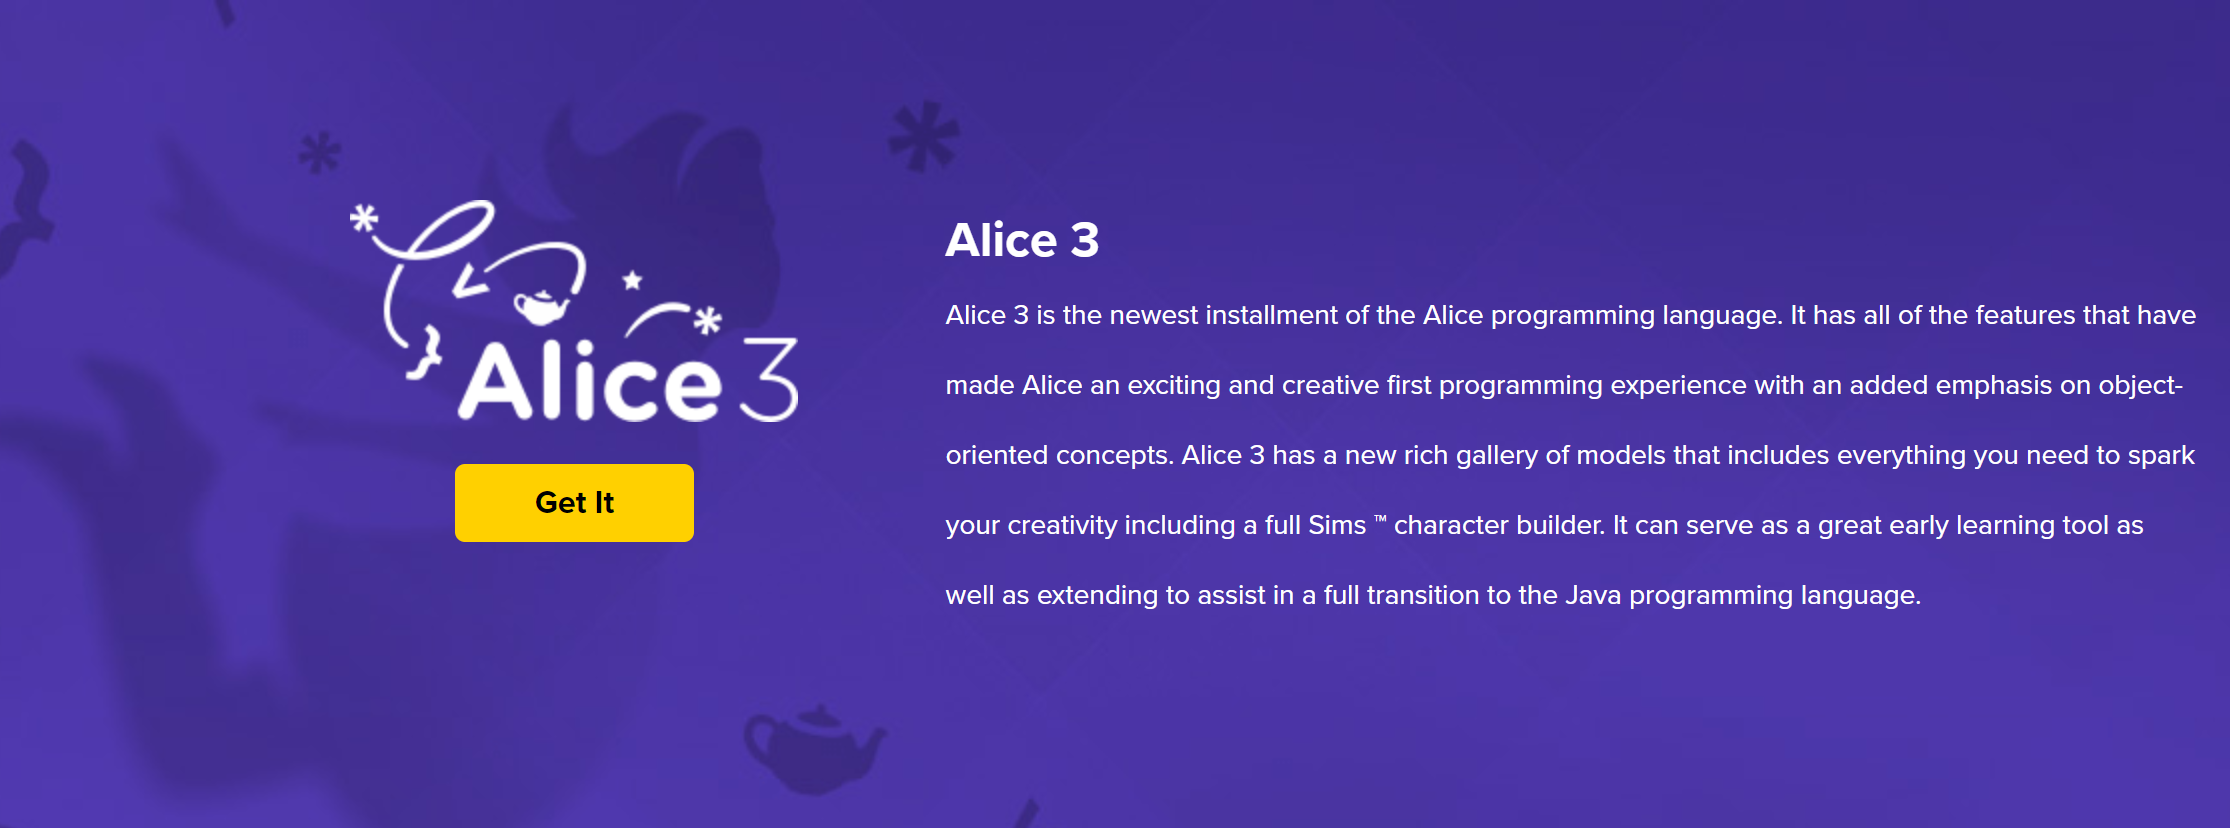 Alice 3
Get It
Alice 3
Alice 3 is the newest installment of the Alice programming language. It has all of the features that have
made Alice an exciting and creative first programming experience with an added emphasis on object-
oriented concepts. Alice 3 has a new rich gallery of models that includes everything you need to spark
your creativity including a full Sims ™ character builder. It can serve as a great early learning tool as
well as extending to assist in a full transition to the Java programming language.